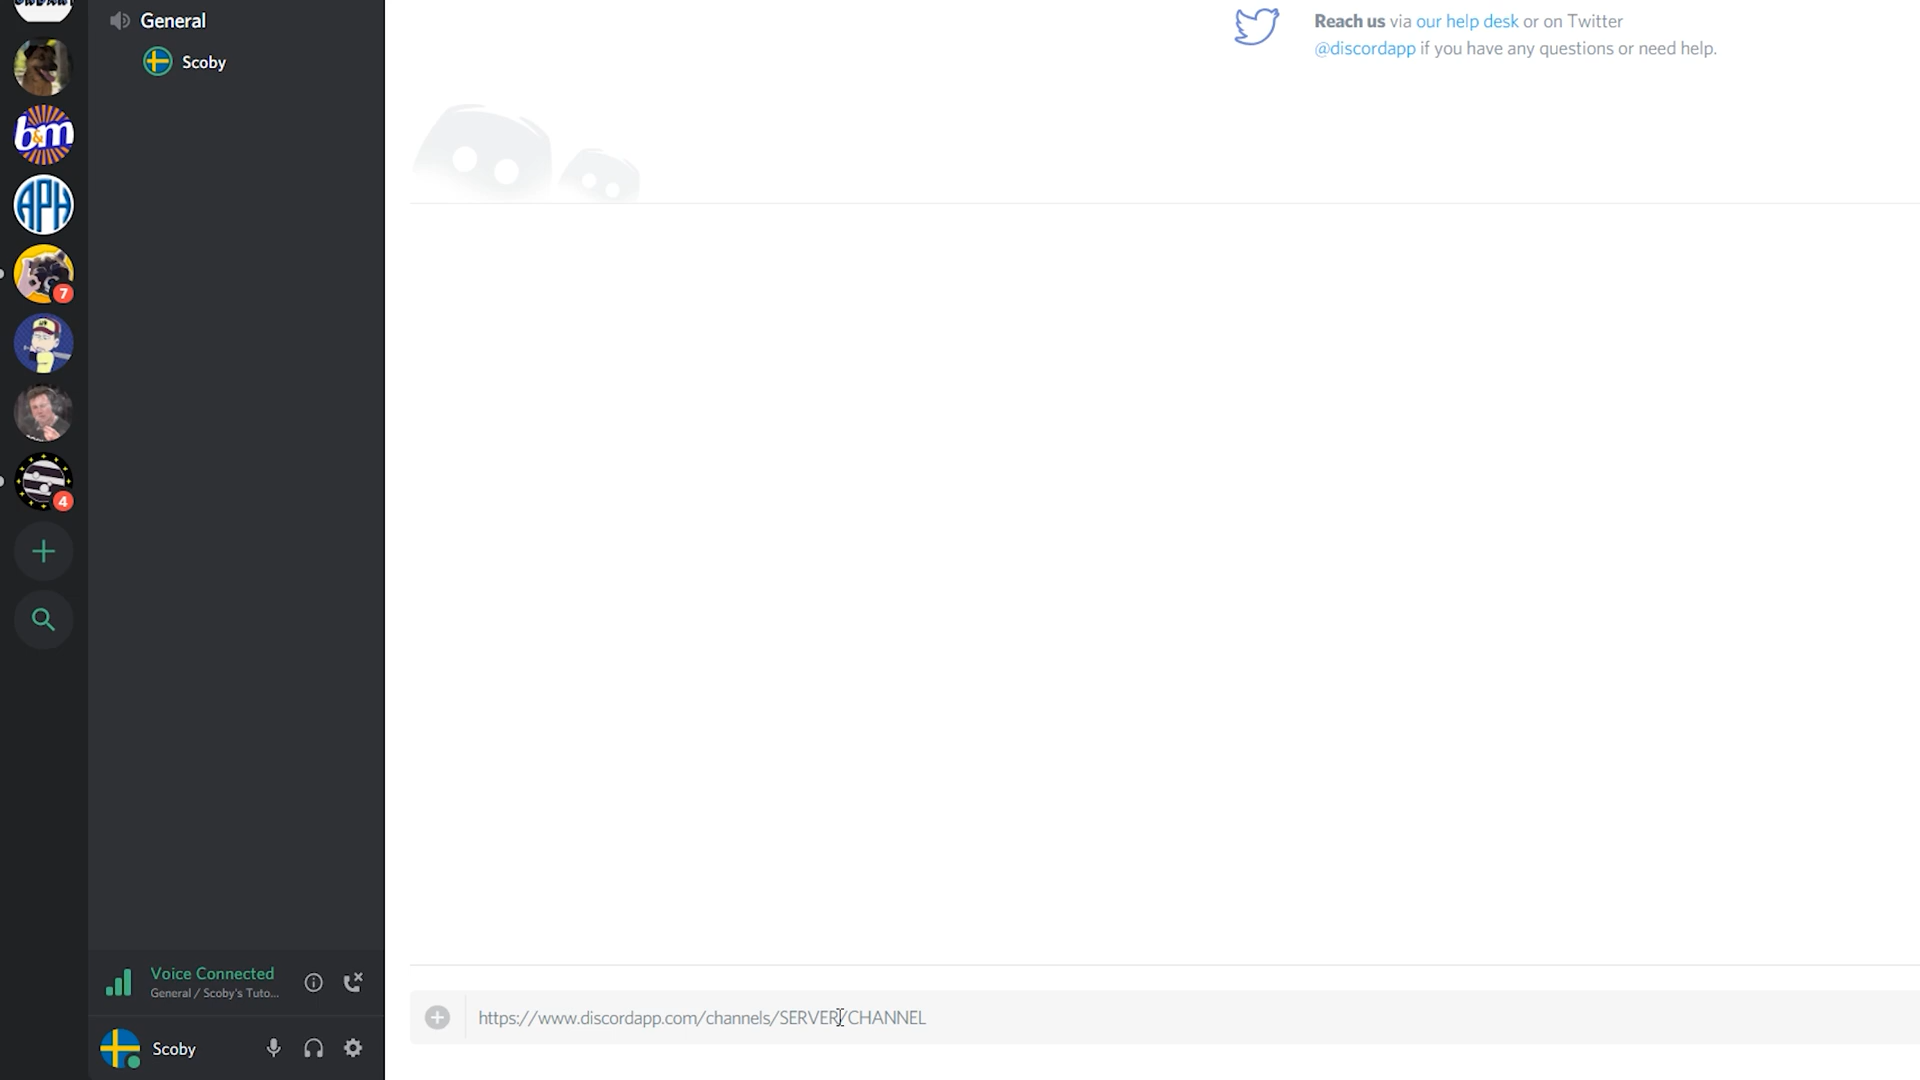 General
Scoby
b&m
APH
7
4
Voice Connected
General / Scoby's Tuto...
Scoby
Reach us via our help desk or on Twitter
@discordapp if you have any questions or need help.
https://www.discordapp.com/channels/SERVER/CHANNEL